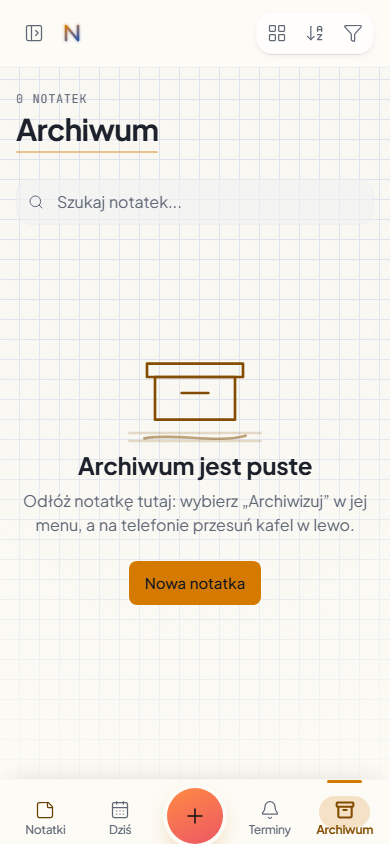 N
0 NOTATEK
Archiwum
Szukaj notatek...
Archiwum jest puste
Odłóż notatkę tutaj: wybierz „Archiwizuj” w jej
menu, a na telefonie przesuń kafel w lewo.
Nowa notatka
Notatki
Dziś
Terminy
Archiwum